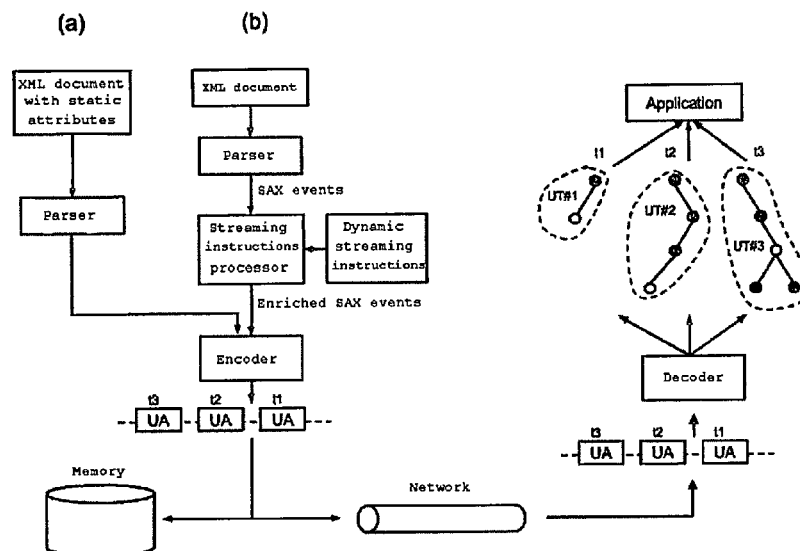 (a)
(b)
XML document
with static
attributes
XML document
Parser
SAX events
Parser
Streaming
instructions
processor
Dynamic
streaming
instructions
Enriched SAX events
Encoder
t3
t2
t1
UA
UA
UA
Memory
Network
Application
t1
t2
t3
UT#1
UT#2
UT#3
Decoder
t3
t2
t1
UA
UA
UA